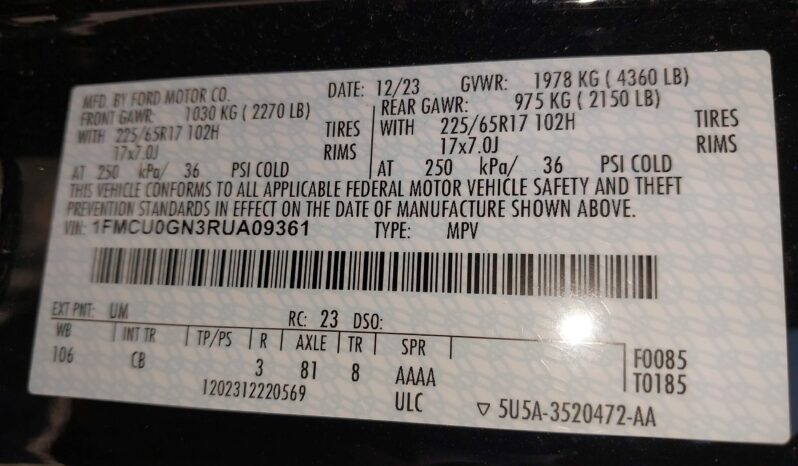 MFD. BY FORD MOTOR CO. DATE: 12/23 GVWR: 1978 KG ( 4360 LB)
FRONT GAWR: 1030 KG ( 2270 LB) REAR GAWR: 975 KG ( 2150 LB)
WITH 225/65R17 102H TIRES WITH 225/65R17 102H TIRES
17x7.0J RIMS 17x7.0J RIMS
AT 250 kPa/ 36 PSI COLD AT 250 kPa/ 36 PSI COLD
THIS VEHICLE CONFORMS TO ALL APPLICABLE FEDERAL MOTOR VEHICLE SAFETY AND THEFT
PREVENTION STANDARDS IN EFFECT ON THE DATE OF MANUFACTURE SHOWN ABOVE.
VIN: 1FMCU0GN3RUA09361 TYPE: MPV
EXT PNT: UM RC: 23 DSO:
WB INT TR TP/PS R AXLE TR SPR
106 CB 3 81 8 AAAA F0085
1202312220569 ULC T0185
▽ 5U5A-3520472-AA